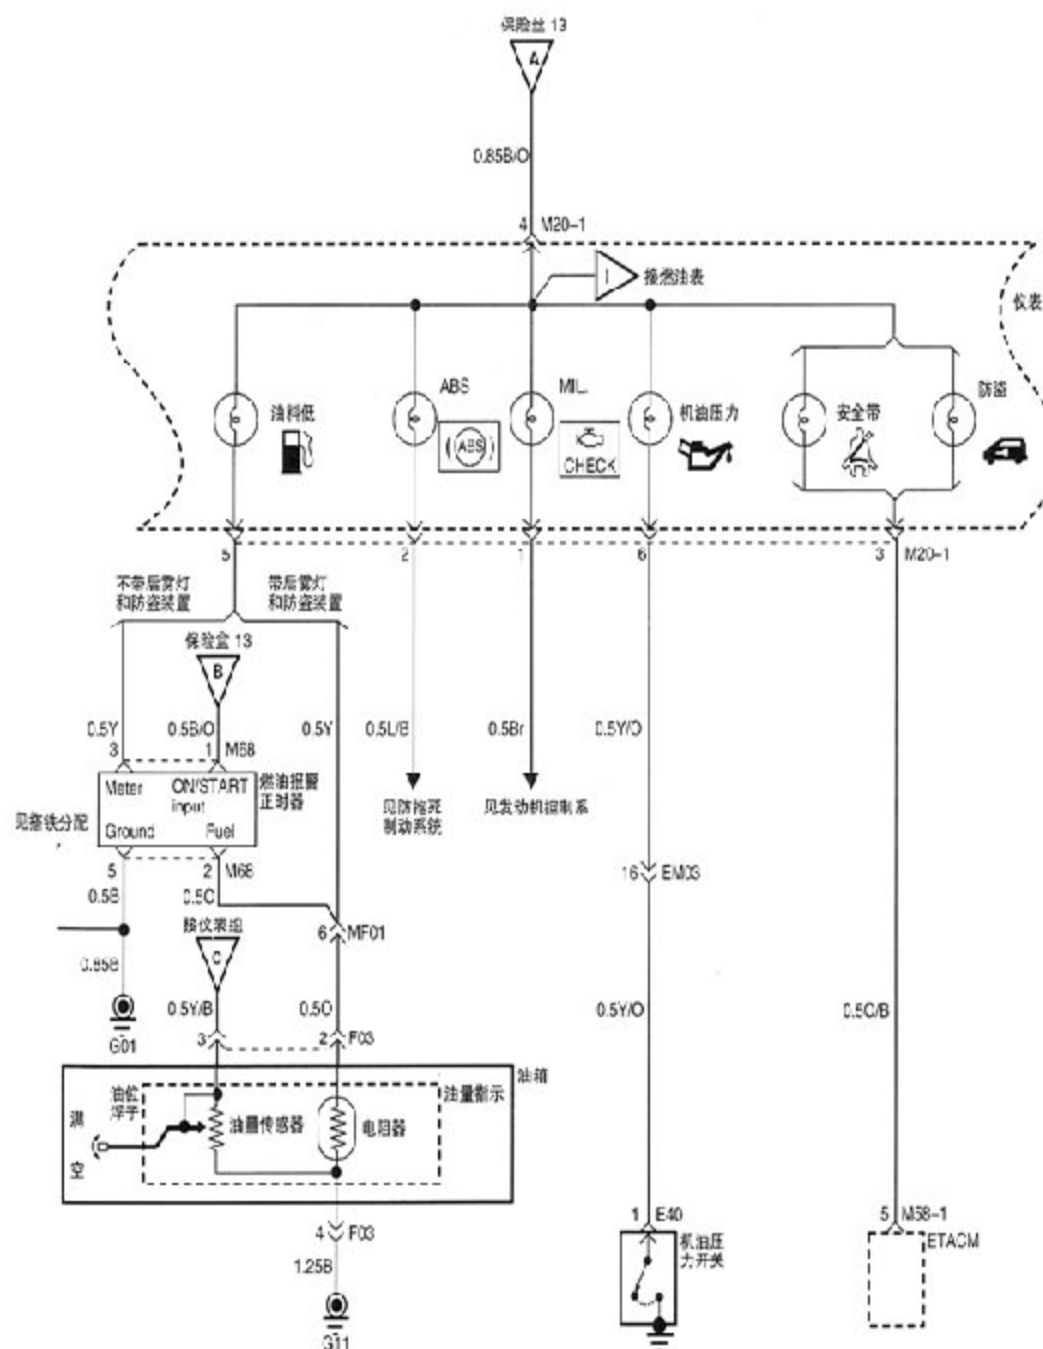 保险丝 13
A
0.85B/O
4 M20-1
I 接燃油表
仪表
油料低
ABS
(ABS)
MIL
CHECK
机油压力
安全带
防盗
5 2 1 6 3 M20-1
不带后雾灯
和防盗装置
带后雾灯
和防盗装置
保险盒 13
B
0.5Y 0.5B/O 0.5Y 0.5L/B 0.5Br 0.5Y/O
3 1 M68
Meter ON/START
input
Ground Fuel
燃油报警
正时器
见搭铁分配
见防抱死
制动系统
见发动机控制系
5 2 M68
0.5B 0.5O
16 EM03
接仪表组
C
6 MF01
0.85B
0.5Y/B 0.5O 0.5Y/O 0.5O/B
G01
3 2 F03
油箱
油位
浮子
油量指示
满
空
油量传感器
电阻器
4 F03
1.25B
G11
1 E40
机油压
力开关
5 M68-1
ETACM